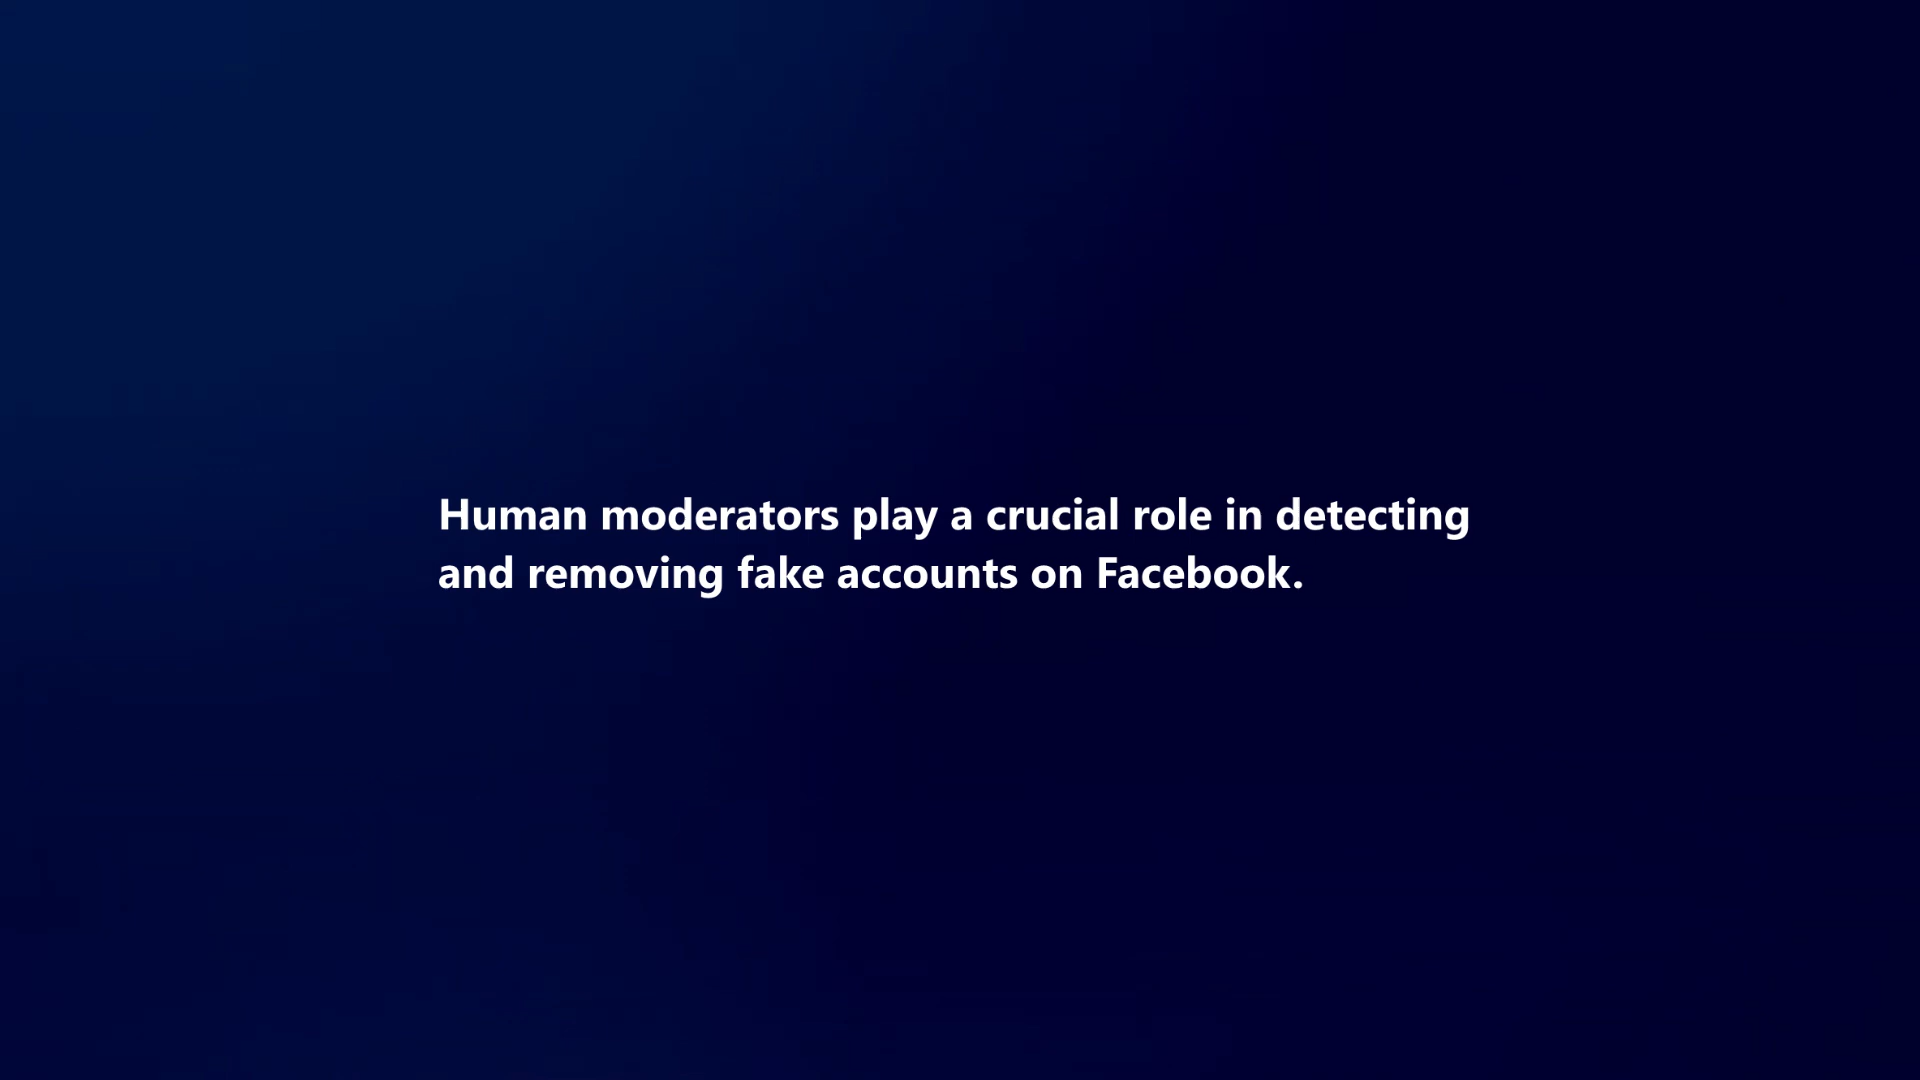 Human moderators play a crucial role in detecting
and removing fake accounts on Facebook.